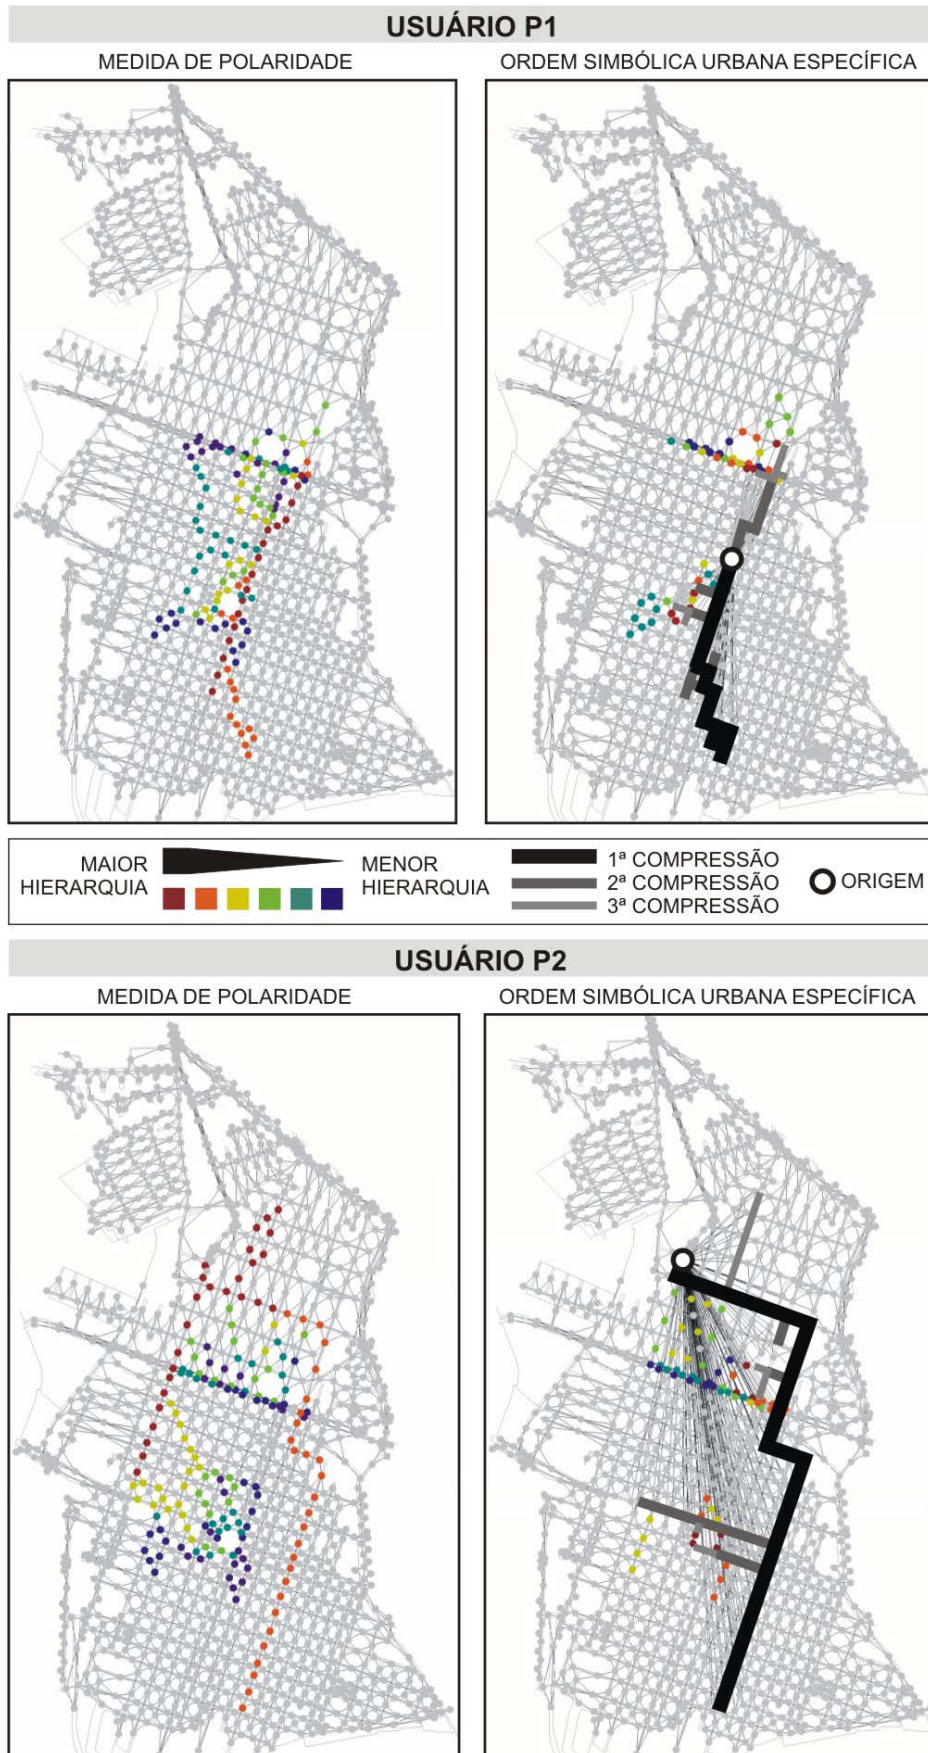 USUÁRIO P1
MEDIDA DE POLARIDADE
ORDEM SIMBÓLICA URBANA ESPECÍFICA
MAIOR
HIERARQUIA
MENOR
HIERARQUIA
1ª COMPRESSÃO
2ª COMPRESSÃO
3ª COMPRESSÃO
ORIGEM
USUÁRIO P2
MEDIDA DE POLARIDADE
ORDEM SIMBÓLICA URBANA ESPECÍFICA